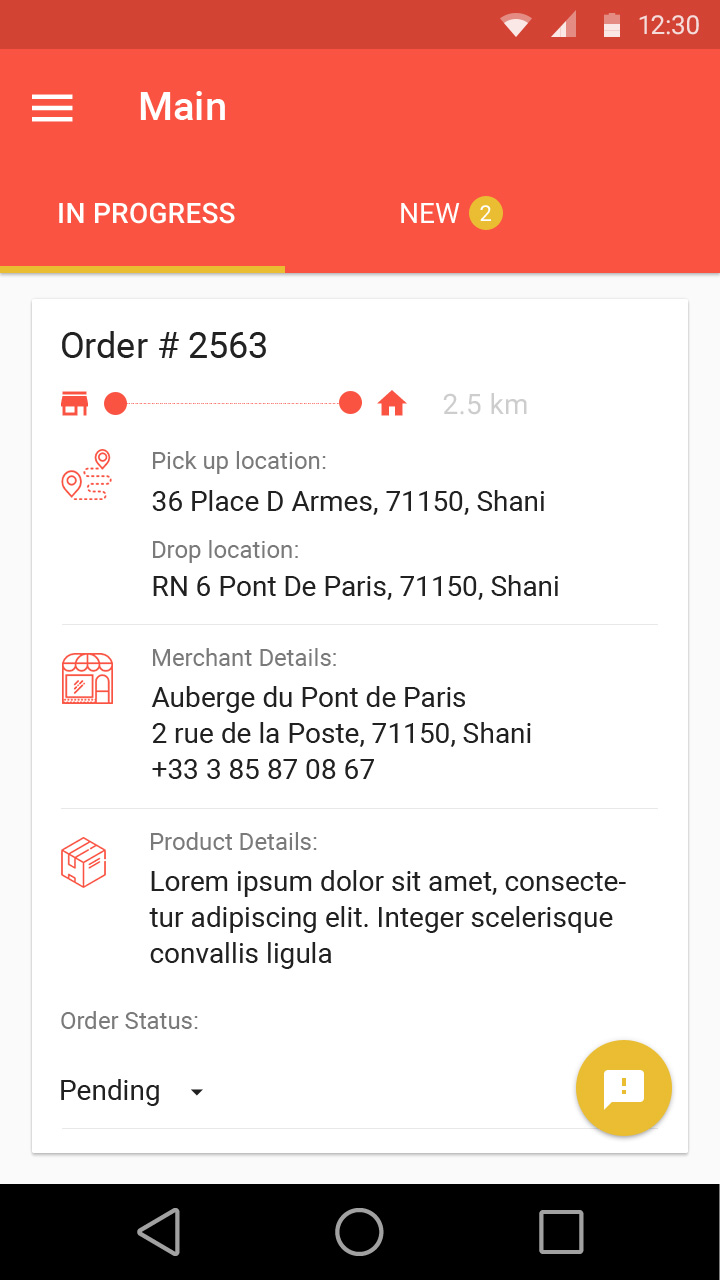 12:30
Main
IN PROGRESS
NEW 2
Order # 2563
2.5 km
Pick up location:
36 Place D Armes, 71150, Shani
Drop location:
RN 6 Pont De Paris, 71150, Shani
Merchant Details:
Auberge du Pont de Paris
2 rue de la Poste, 71150, Shani
+33 3 85 87 08 67
Product Details:
Lorem ipsum dolor sit amet, consecte-
tur adipiscing elit. Integer scelerisque
convallis ligula
Order Status:
Pending